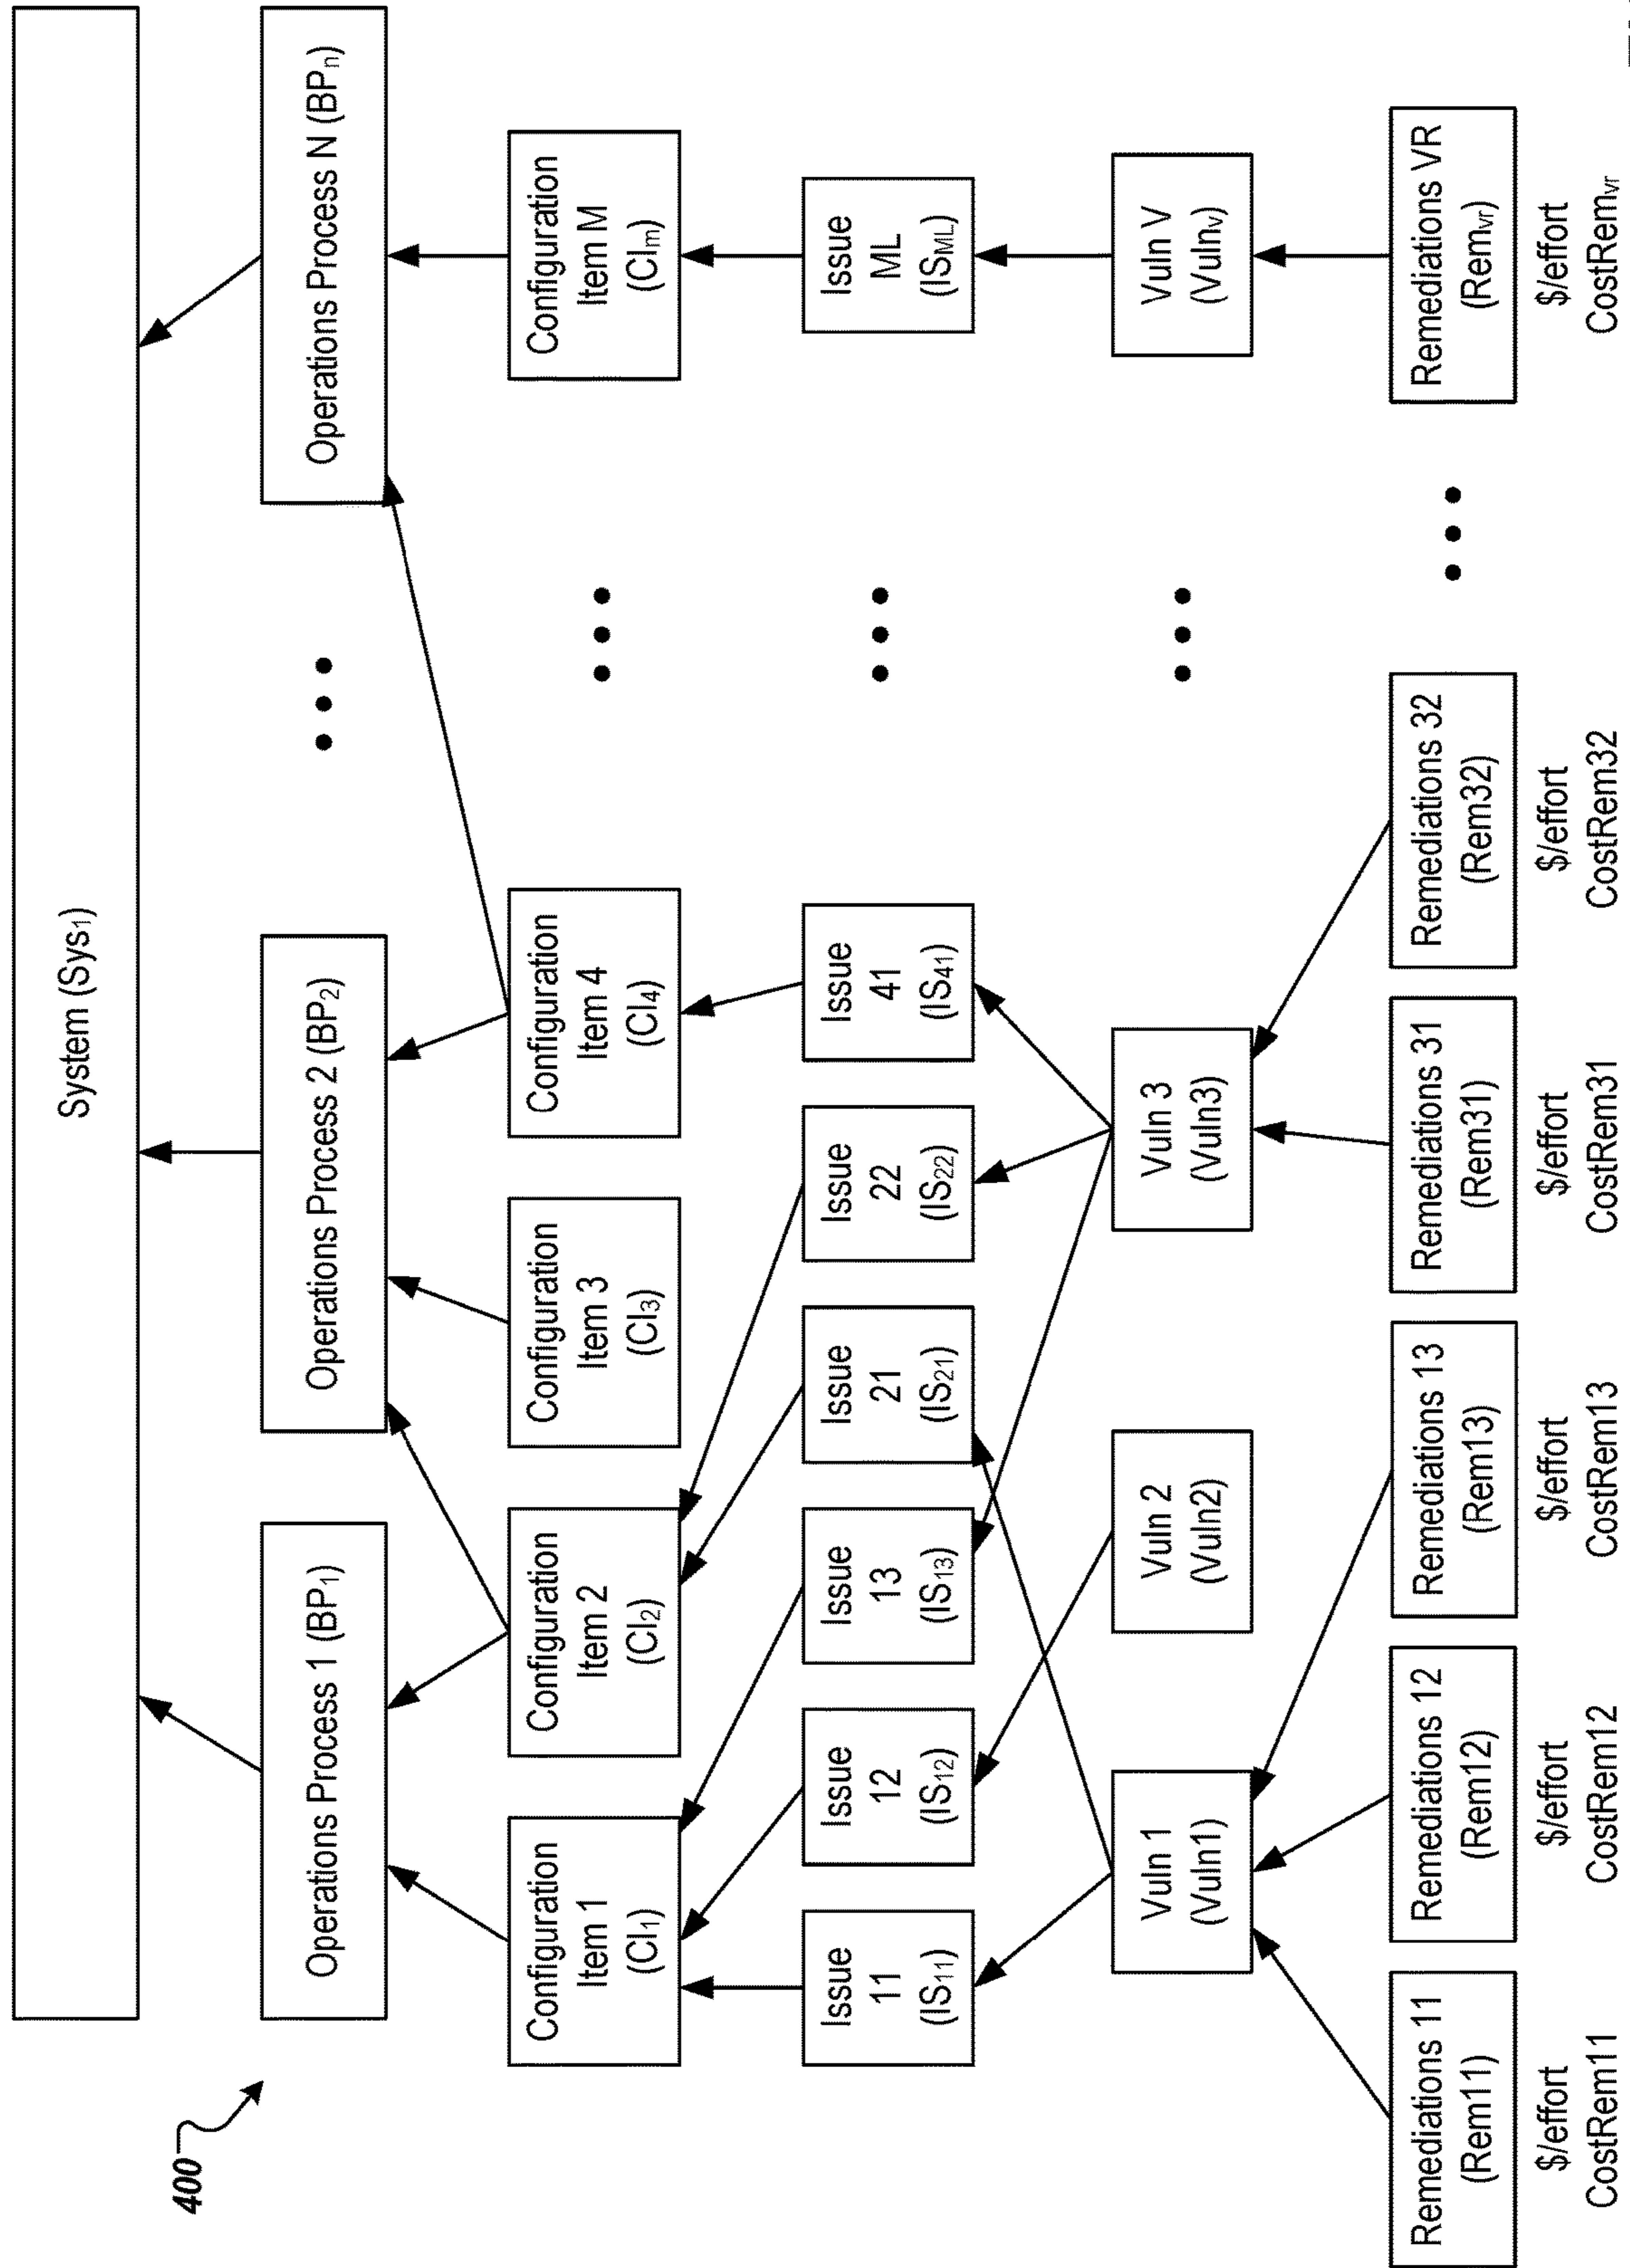 400
System (Sys1)
Operations Process 1 (BP1)
Operations Process 2 (BP2)
Operations Process N (BPn)
Configuration
Item 1
(CI1)
Configuration
Item 2
(CI2)
Configuration
Item 3
(CI3)
Configuration
Item 4
(CI4)
Configuration
Item M
(CIm)
Issue
11
(IS11)
Issue
12
(IS12)
Issue
13
(IS13)
Issue
21
(IS21)
Issue
22
(IS22)
Issue
41
(IS41)
Issue
ML
(ISML)
Vuln 1
(Vuln1)
Vuln 2
(Vuln2)
Vuln 3
(Vuln3)
Vuln V
(Vulnv)
Remediations 11
(Rem11)
Remediations 12
(Rem12)
Remediations 13
(Rem13)
Remediations 31
(Rem31)
Remediations 32
(Rem32)
Remediations VR
(Remvr)
$/effort
CostRem11
$/effort
CostRem12
$/effort
CostRem13
$/effort
CostRem31
$/effort
CostRem32
$/effort
CostRemvr